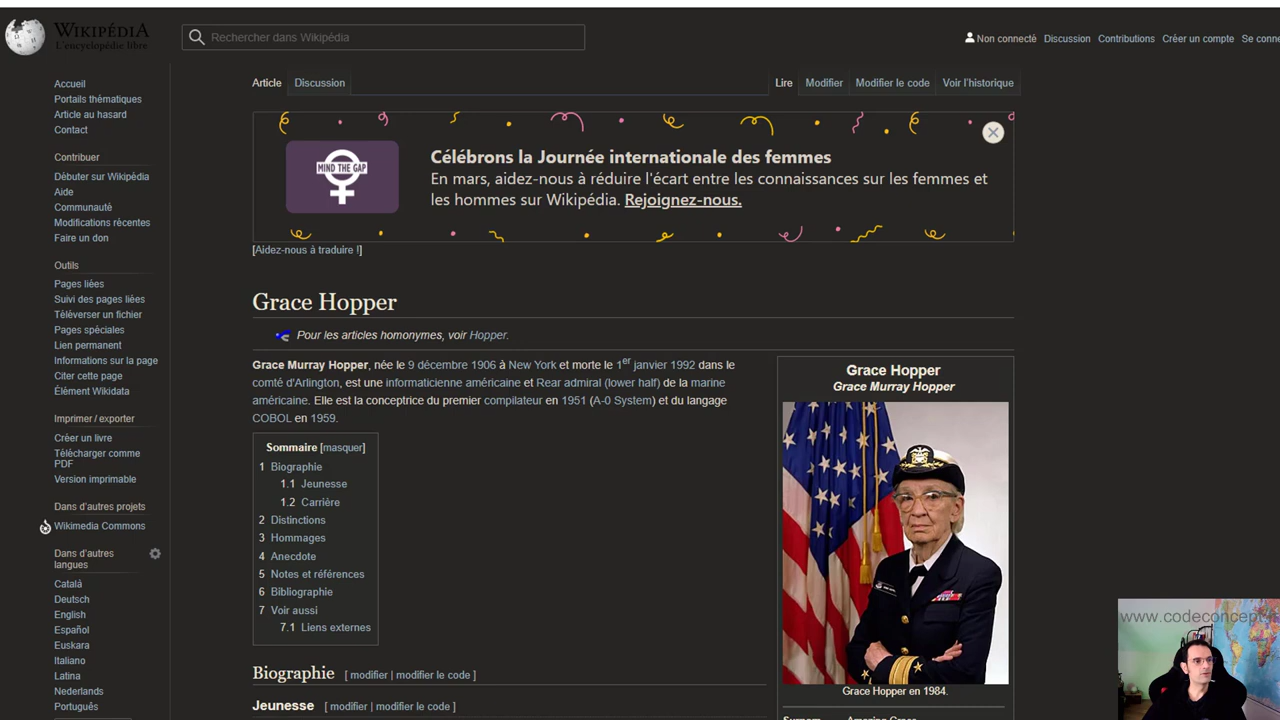 WIKIPÉDIA
L'encyclopédie libre
Rechercher dans Wikipédia
Non connecté Discussion Contributions Créer un compte Se conne
Article Discussion
Lire Modifier Modifier le code Voir l'historique
Accueil
Portails thématiques
Article au hasard
Contact
Contribuer
Débuter sur Wikipédia
Aide
Communauté
Modifications récentes
Faire un don
Outils
Pages liées
Suivi des pages liées
Téléverser un fichier
Pages spéciales
Lien permanent
Informations sur la page
Citer cette page
Élément Wikidata
Imprimer / exporter
Créer un livre
Télécharger comme
PDF
Version imprimable
Dans d'autres projets
Wikimedia Commons
Dans d'autres
langues
Català
Deutsch
English
Español
Euskara
Italiano
Latina
Nederlands
Português
MIND THE GAP
Célébrons la Journée internationale des femmes
En mars, aidez-nous à réduire l'écart entre les connaissances sur les femmes et
les hommes sur Wikipédia. Rejoignez-nous.
[Aidez-nous à traduire !]
Grace Hopper
Pour les articles homonymes, voir Hopper.
Grace Murray Hopper, née le 9 décembre 1906 à New York et morte le 1er janvier 1992 dans le
comté d'Arlington, est une informaticienne américaine et Rear admiral (lower half) de la marine
américaine. Elle est la conceptrice du premier compilateur en 1951 (A-0 System) et du langage
COBOL en 1959.
Sommaire [masquer]
1 Biographie
1.1 Jeunesse
1.2 Carrière
2 Distinctions
3 Hommages
4 Anecdote
5 Notes et références
6 Bibliographie
7 Voir aussi
7.1 Liens externes
Biographie [ modifier | modifier le code ]
Jeunesse [ modifier | modifier le code ]
Grace Hopper
Grace Murray Hopper
Grace Hopper en 1984.
Surnom Amazing Grace
www.codeconcept